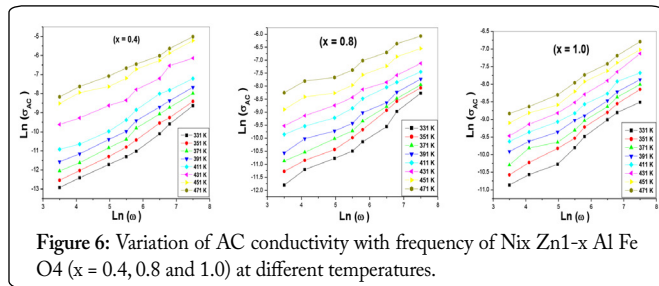 (x = 0.4)
Ln (σAC)
-5
-6
-7
-8
-9
-10
-11
-12
-13
331 K
351 K
371 K
391 K
411 K
431 K
451 K
471 K
3 4 5 6 7 8
Ln (ω)
(x = 0.8)
Ln (σAC)
-6.0
-6.5
-7.0
-7.5
-8.0
-8.5
-9.0
-9.5
-10.0
-10.5
-11.0
-11.5
-12.0
331 K
351 K
371 K
391 K
411 K
431 K
451 K
471 K
3 4 5 6 7 8
Ln (ω)
(x = 1.0)
Ln (σAC)
-6.5
-7.0
-7.5
-8.0
-8.5
-9.0
-9.5
-10.0
-10.5
-11.0
331 K
351 K
371 K
391 K
411 K
431 K
451 K
471 K
3 4 5 6 7 8
Ln (ω)
Figure 6: Variation of AC conductivity with frequency of Nix Zn1-x Al Fe
O4 (x = 0.4, 0.8 and 1.0) at different temperatures.